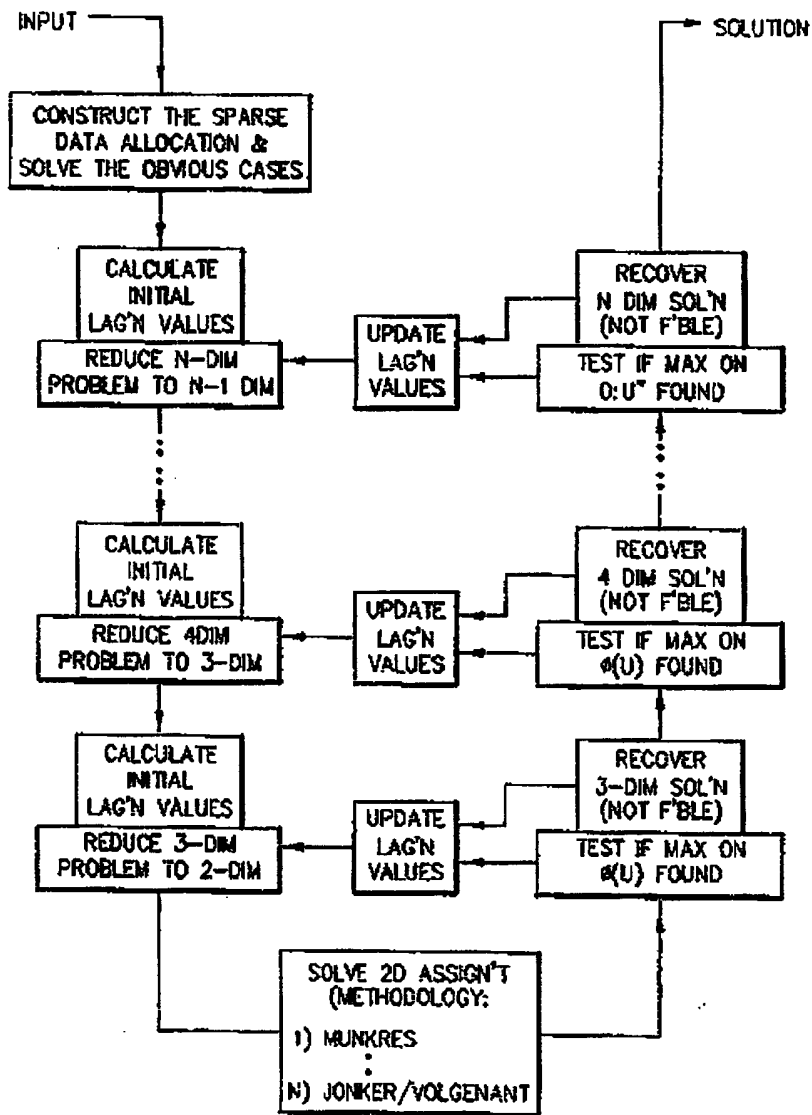 INPUT
SOLUTION
CONSTRUCT THE SPARSE
DATA ALLOCATION &
SOLVE THE OBVIOUS CASES
CALCULATE
INITIAL
LAG'N VALUES
REDUCE N-DIM
PROBLEM TO N-1 DIM
UPDATE
LAG'N
VALUES
RECOVER
N DIM SOL'N
(NOT F'BLE)
TEST IF MAX ON
FOUND
CALCULATE
INITIAL
LAG'N VALUES
REDUCE 4DIM
PROBLEM TO 3-DIM
UPDATE
LAG'N
VALUES
RECOVER
4 DIM SOL'N
(NOT F'BLE)
TEST IF MAX ON
ø(U) FOUND
CALCULATE
INITIAL
LAG'N VALUES
REDUCE 3-DIM
PROBLEM TO 2-DIM
UPDATE
LAG'N
VALUES
RECOVER
3-DIM SOL'N
(NOT F'BLE)
TEST IF MAX ON
ø(U) FOUND
SOLVE 2D ASSIGN'T
(METHODOLOGY:
1) MUNKRES
N) JONKER/VOLGENANT